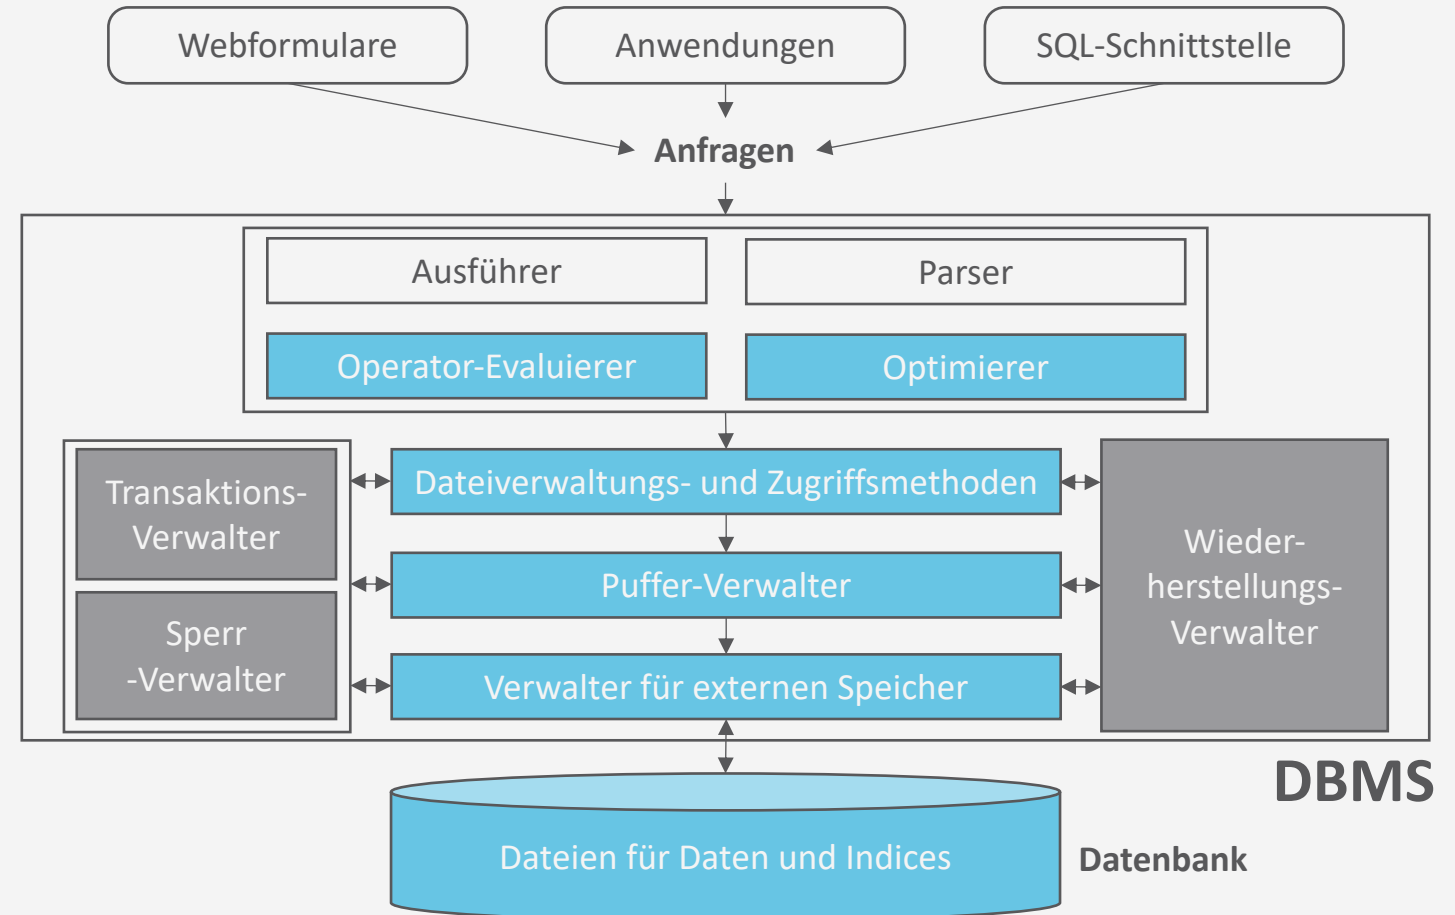 Webformulare
Anwendungen
SQL-Schnittstelle
Anfragen
Ausführer
Parser
Operator-Evaluierer
Optimierer
Transaktions-
Verwalter
Sperr
-Verwalter
Dateiverwaltungs- und Zugriffsmethoden
Puffer-Verwalter
Verwalter für externen Speicher
Wieder-
herstellungs-
Verwalter
DBMS
Dateien für Daten und Indices
Datenbank